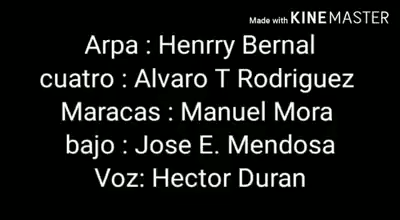 Made with KINEMASTER
Arpa : Henrry Bernal
cuatro : Alvaro T Rodriguez
Maracas : Manuel Mora
bajo : Jose E. Mendosa
Voz: Hector Duran